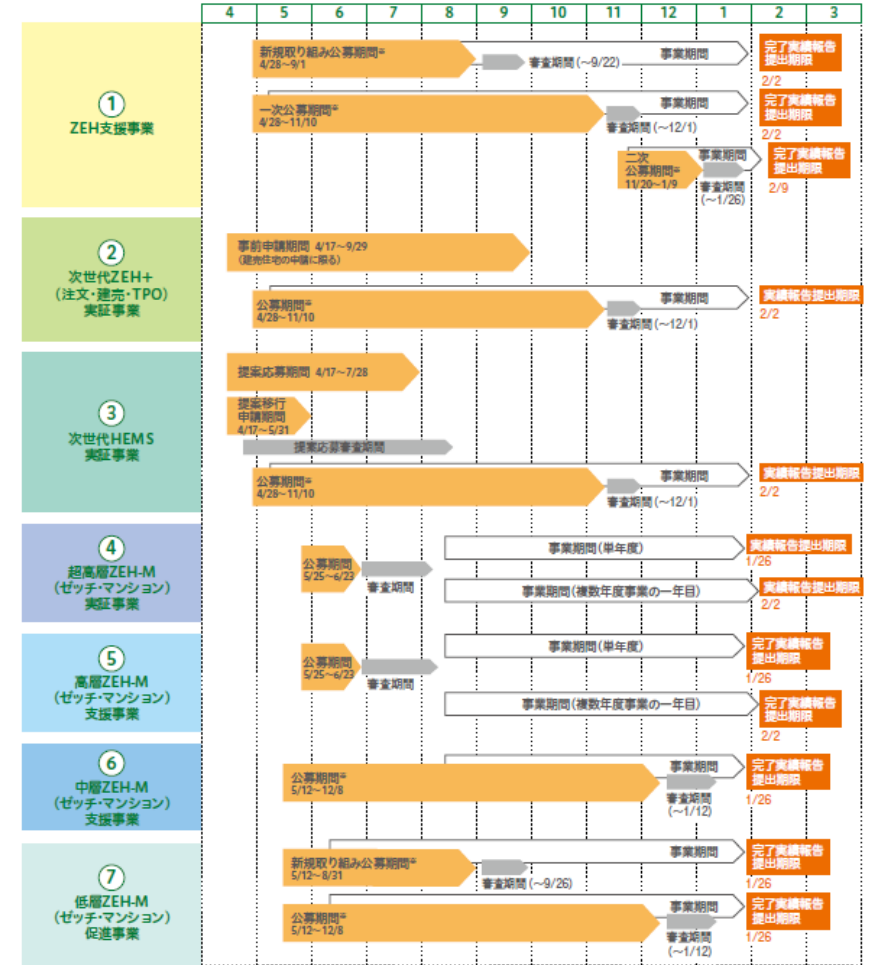 4 5 6 7 8 9 10 11 12 1 2 3
①
ZEH支援事業
新規取り組み公募期間※
4/28～9/1
審査期間(～9/22)
事業期間
完了実績報告
提出期限
2/2
一次公募期間※
4/28～11/10
審査期間(～12/1)
事業期間
完了実績報告
提出期限
2/2
二次
公募期間※
11/20～1/9
事業期間
審査期間
(～1/26)
完了実績報告
提出期限
2/9
②
次世代ZEH＋
(注文・建売・TPO)
実証事業
事前申請期間 4/17～9/29
(建売住宅の申請に限る)
公募期間※
4/28～11/10
審査期間(～12/1)
事業期間
実績報告提出期限
2/2
③
次世代HEMS
実証事業
提案応募期間 4/17～7/28
提案移行
申請期間
4/17～5/31
提案応募審査期間
公募期間※
4/28～11/10
審査期間(～12/1)
事業期間
実績報告提出期限
2/2
④
超高層ZEH-M
(ゼッチ・マンション)
実証事業
公募期間
5/25～6/23
審査期間
事業期間(単年度)
実績報告提出期限
1/26
事業期間(複数年度事業の一年目)
実績報告提出期限
2/2
⑤
高層ZEH-M
(ゼッチ・マンション)
支援事業
公募期間
5/25～6/23
審査期間
事業期間(単年度)
完了実績報告
提出期限
1/26
事業期間(複数年度事業の一年目)
完了実績報告
提出期限
2/2
⑥
中層ZEH-M
(ゼッチ・マンション)
支援事業
公募期間※
5/12～12/8
事業期間
審査期間
(～1/12)
完了実績報告
提出期限
1/26
⑦
低層ZEH-M
(ゼッチ・マンション)
促進事業
新規取り組み公募期間※
5/12～8/31
審査期間(～9/26)
事業期間
完了実績報告
提出期限
1/26
公募期間※
5/12～12/8
事業期間
審査期間
(～1/12)
完了実績報告
提出期限
1/26